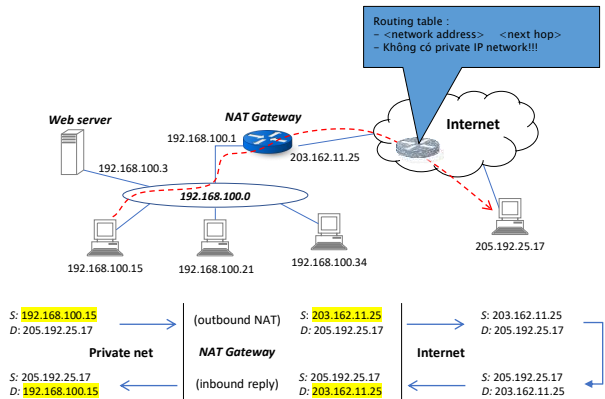 Routing table :
- <network address> <next hop>
- Không có private IP network!!!
Web server
NAT Gateway
Internet
192.168.100.1
203.162.11.25
192.168.100.3
192.168.100.0
205.192.25.17
192.168.100.15
192.168.100.21
192.168.100.34
S: 192.168.100.15
D: 205.192.25.17
(outbound NAT)
S: 203.162.11.25
D: 205.192.25.17
S: 203.162.11.25
D: 205.192.25.17
Private net
NAT Gateway
Internet
S: 205.192.25.17
D: 192.168.100.15
(inbound reply)
S: 205.192.25.17
D: 203.162.11.25
S: 205.192.25.17
D: 203.162.11.25